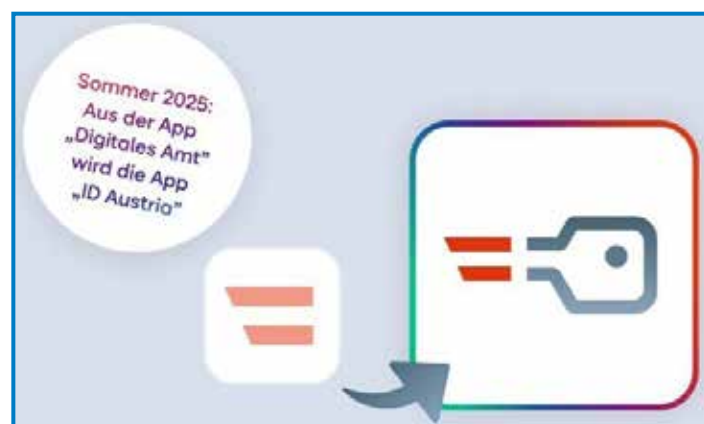 Sommer 2025:
Aus der App
„Digitales Amt”
wird die App
„ID Austria”